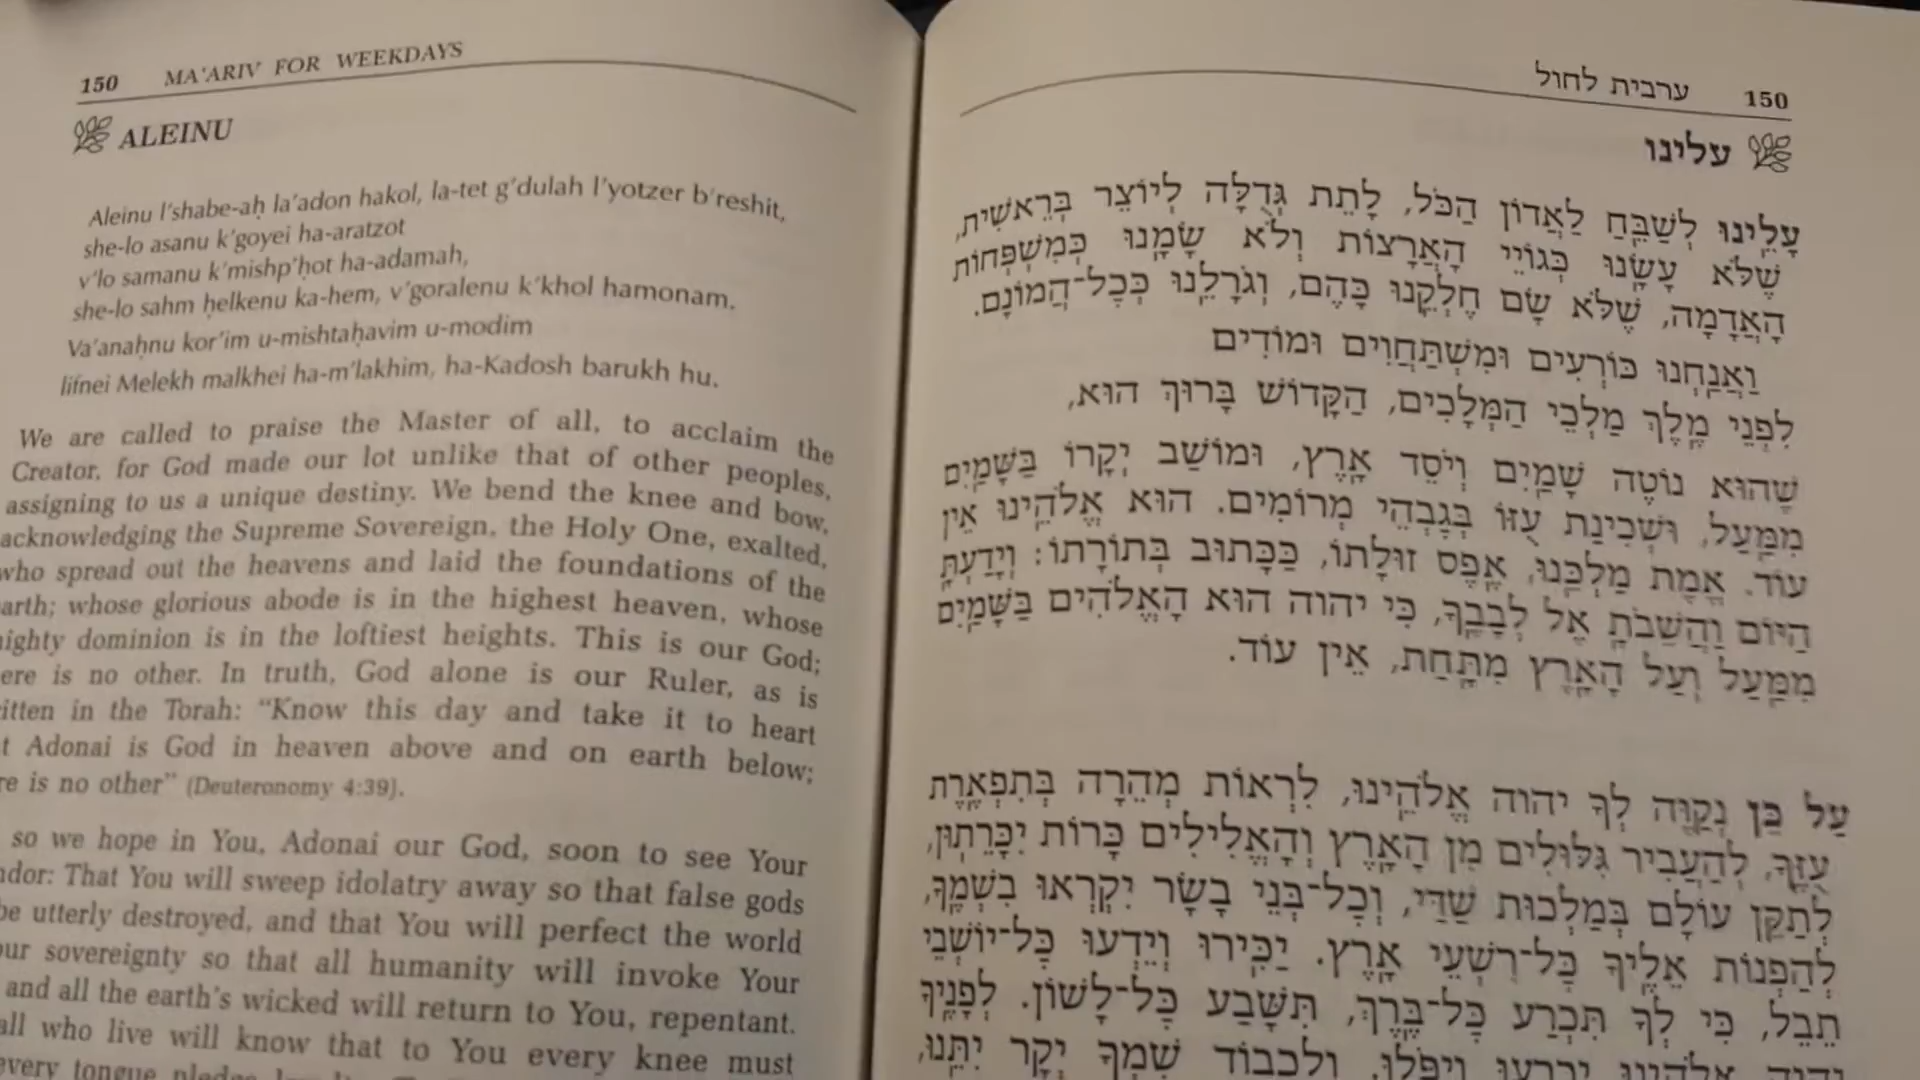 150 MA'ARIV FOR WEEKDAYS
ALEINU
Aleinu l'shabe-aḥ la'adon hakol, la-tet g'dulah l'yotzer b'reshit,
she-lo asanu k'goyei ha-aratzot
v'lo samanu k'mishp'ḥot ha-adamah,
she-lo sahm ḥelkenu ka-hem, v'goralenu k'khol hamonam.
Va'anaḥnu kor'im u-mishtaḥavim u-modim
lifnei Melekh malkhei ha-m'lakhim, ha-Kadosh barukh hu.
We are called to praise the Master of all, to acclaim the
Creator, for God made our lot unlike that of other peoples,
assigning to us a unique destiny. We bend the knee and bow,
acknowledging the Supreme Sovereign, the Holy One, exalted,
who spread out the heavens and laid the foundations of the
arth; whose glorious abode is in the highest heaven, whose
nighty dominion is in the loftiest heights. This is our God;
ere is no other. In truth, God alone is our Ruler, as is
itten in the Torah: "Know this day and take it to heart
t Adonai is God in heaven above and on earth below;
re is no other" (Deuteronomy 4:39).
so we hope in You, Adonai our God, soon to see Your
ndor: That You will sweep idolatry away so that false gods
be utterly destroyed, and that You will perfect the world
our sovereignty so that all humanity will invoke Your
and all the earth's wicked will return to You, repentant.
all who live will know that to You every knee must
every tongue pledge
ערבית לחול 150
עלינו
עָלֵֽינוּ לְשַׁבֵּֽחַ לַאֲדוֹן הַכֹּל, לָתֵת גְּדֻלָּה לְיוֹצֵר בְּרֵאשִׁית,
שֶׁלֹּא עָשָֽׂנוּ כְּגוֹיֵי הָאֲרָצוֹת וְלֹא שָׂמָֽנוּ כְּמִשְׁפְּחוֹת
הָאֲדָמָה, שֶׁלֹּא שָׂם חֶלְקֵֽנוּ כָּהֶם, וְגֹרָלֵֽנוּ כְּכָל־הֲמוֹנָם.
וַאֲנַֽחְנוּ כּוֹרְעִים וּמִשְׁתַּחֲוִים וּמוֹדִים
לִפְנֵי מֶֽלֶךְ מַלְכֵי הַמְּלָכִים, הַקָּדוֹשׁ בָּרוּךְ הוּא,
שֶׁהוּא נוֹטֶה שָׁמַֽיִם וְיֹסֵד אָֽרֶץ, וּמוֹשַׁב יְקָרוֹ בַּשָּׁמַֽיִם
מִמַּֽעַל, וּשְׁכִינַת עֻזּוֹ בְּגָבְהֵי מְרוֹמִים. הוּא אֱלֹהֵֽינוּ אֵין
עוֹד. אֱמֶת מַלְכֵּֽנוּ, אֶֽפֶס זוּלָתוֹ, כַּכָּתוּב בְּתוֹרָתוֹ: וְיָדַעְתָּ
הַיּוֹם וַהֲשֵׁבֹתָ אֶל לְבָבֶֽךָ, כִּי יהוה הוּא הָאֱלֹהִים בַּשָּׁמַֽיִם
מִמַּֽעַל וְעַל הָאָֽרֶץ מִתָּֽחַת, אֵין עוֹד.
עַל כֵּן נְקַוֶּה לְּךָ יהוה אֱלֹהֵֽינוּ, לִרְאוֹת מְהֵרָה בְּתִפְאֶֽרֶת
עֻזֶּֽךָ, לְהַעֲבִיר גִּלּוּלִים מִן הָאָֽרֶץ וְהָאֱלִילִים כָּרוֹת יִכָּרֵתוּן,
לְתַקֵּן עוֹלָם בְּמַלְכוּת שַׁדַּי, וְכָל־בְּנֵי בָשָׂר יִקְרְאוּ בִשְׁמֶֽךָ,
לְהַפְנוֹת אֵלֶֽיךָ כָּל־רִשְׁעֵי אָֽרֶץ. יַכִּֽירוּ וְיֵדְעוּ כָּל־יוֹשְׁבֵי
תֵבֵל, כִּי לְךָ תִּכְרַע כָּל־בֶּֽרֶךְ, תִּשָּׁבַע כָּל־לָשׁוֹן. לְפָנֶֽיךָ
יהוה אֱלֹהֵֽינוּ יִכְרְעוּ וְיִפֹּֽלוּ, וְלִכְבוֹד שִׁמְךָ יְקָר יִתֵּֽנוּ,